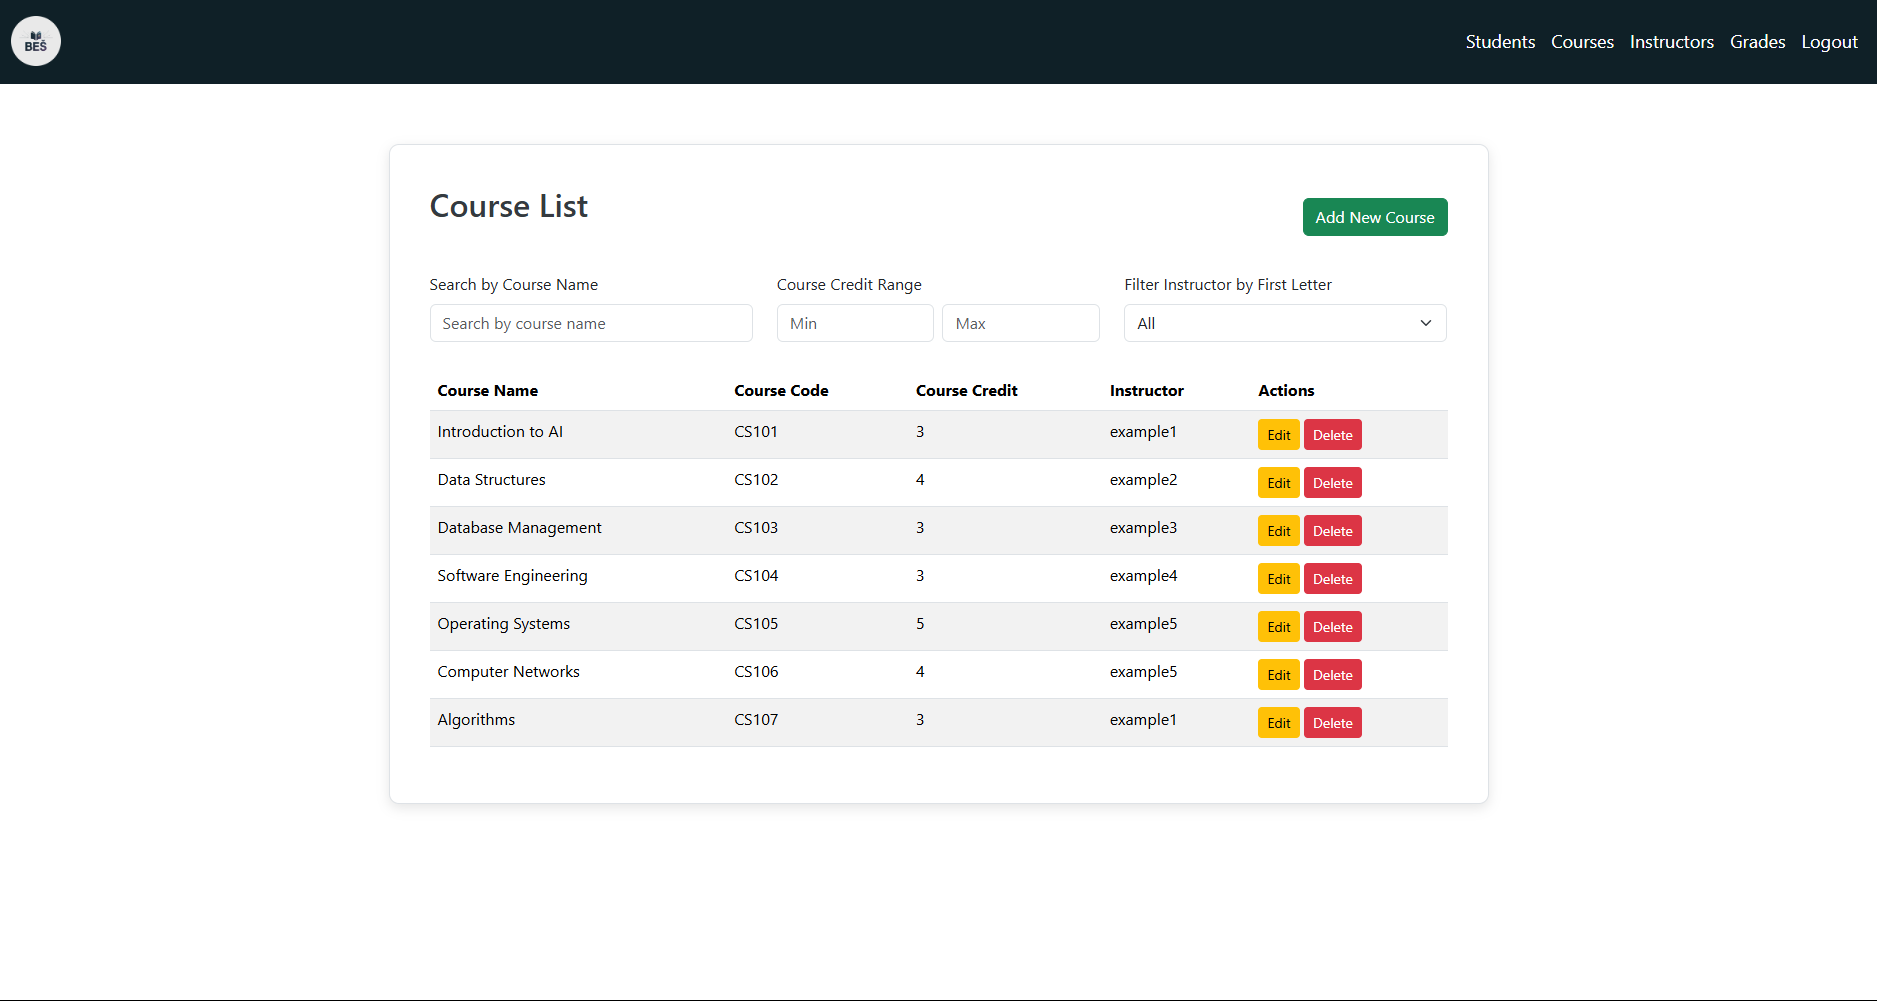 BEŠ
Students Courses Instructors Grades Logout
Course List
Add New Course
Search by Course Name Course Credit Range Filter Instructor by First Letter
Search by course name Min Max All
Course Name Course Code Course Credit Instructor Actions
Introduction to AI CS101 3 example1 Edit Delete
Data Structures CS102 4 example2 Edit Delete
Database Management CS103 3 example3 Edit Delete
Software Engineering CS104 3 example4 Edit Delete
Operating Systems CS105 5 example5 Edit Delete
Computer Networks CS106 4 example5 Edit Delete
Algorithms CS107 3 example1 Edit Delete